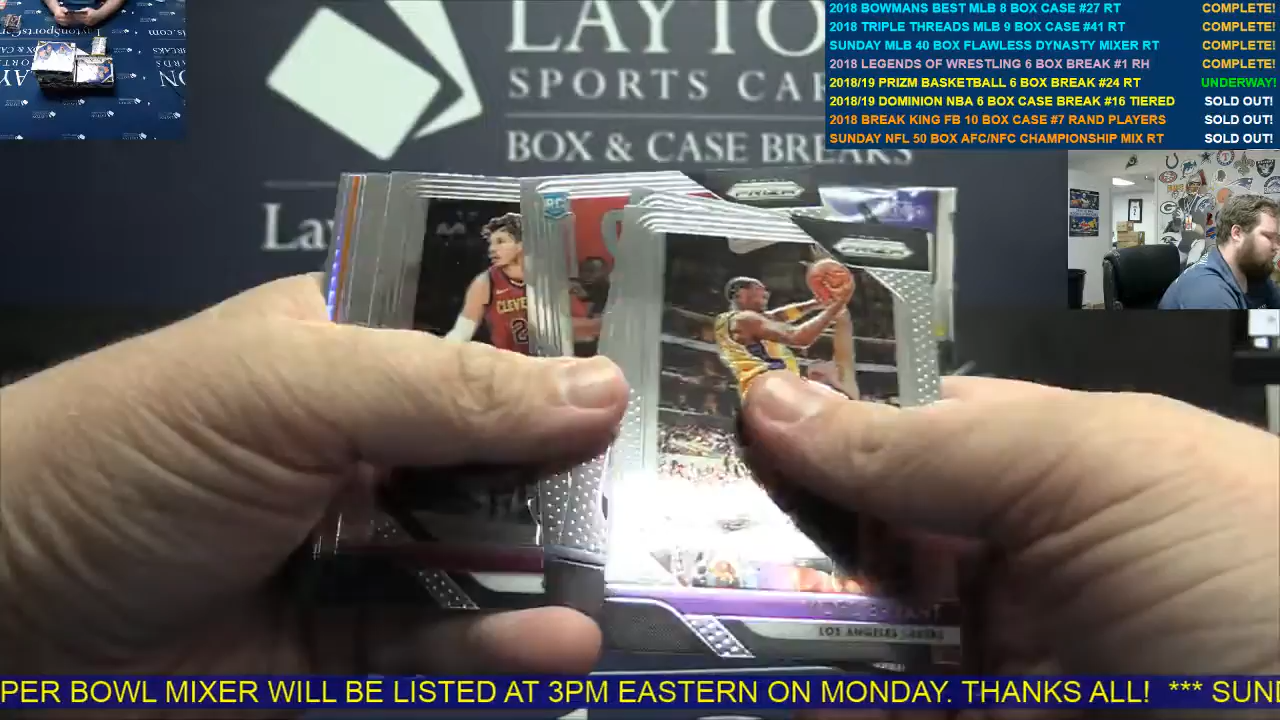 LAYTO
SPORTS CAR
BOX & CASE BREAKS
Lay
2018 BOWMANS BEST MLB 8 BOX CASE #27 RT COMPLETE!
2018 TRIPLE THREADS MLB 9 BOX CASE #41 RT COMPLETE!
SUNDAY MLB 40 BOX FLAWLESS DYNASTY MIXER RT COMPLETE!
2018 LEGENDS OF WRESTLING 6 BOX BREAK #1 RH COMPLETE!
2018/19 PRIZM BASKETBALL 6 BOX BREAK #24 RT UNDERWAY!
2018/19 DOMINION NBA 6 BOX CASE BREAK #16 TIERED SOLD OUT!
2018 BREAK KING FB 10 BOX CASE #7 RAND PLAYERS SOLD OUT!
SUNDAY NFL 50 BOX AFC/NFC CHAMPIONSHIP MIX RT SOLD OUT!
PRIZM
PRIZM
RC
CLEVE
2
LOS ANGELES LAKERS
PER BOWL MIXER WILL BE LISTED AT 3PM EASTERN ON MONDAY. THANKS ALL! *** SUN